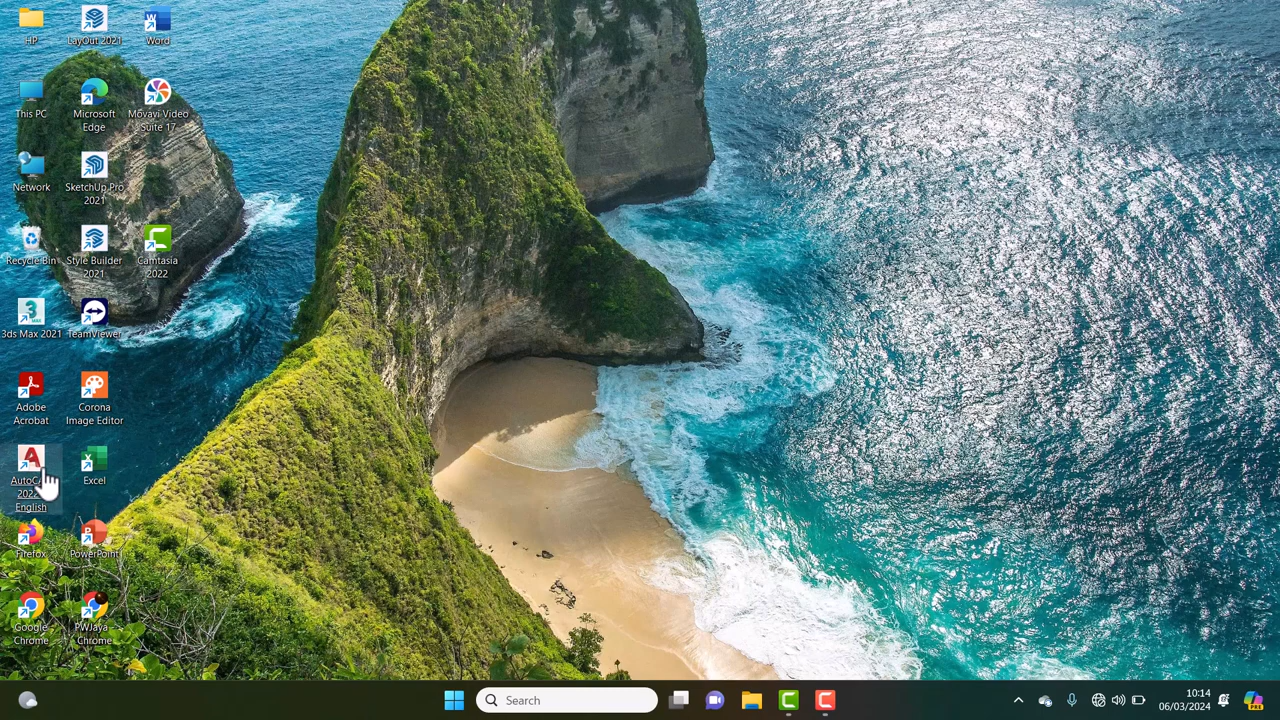 HP
LayOut 2021
Word
This PC
Microsoft
Edge
Movavi Video
Suite 17
Network
SketchUp Pro
2021
Recycle Bin
Style Builder
2021
Camtasia
2022
3ds Max 2021
TeamViewer
Adobe
Acrobat
Corona
Image Editor
English
Excel
Firefox
PowerPoint
Google
Chrome
PWJaya -
Chrome
Search
10:14
06/03/2024
PRE